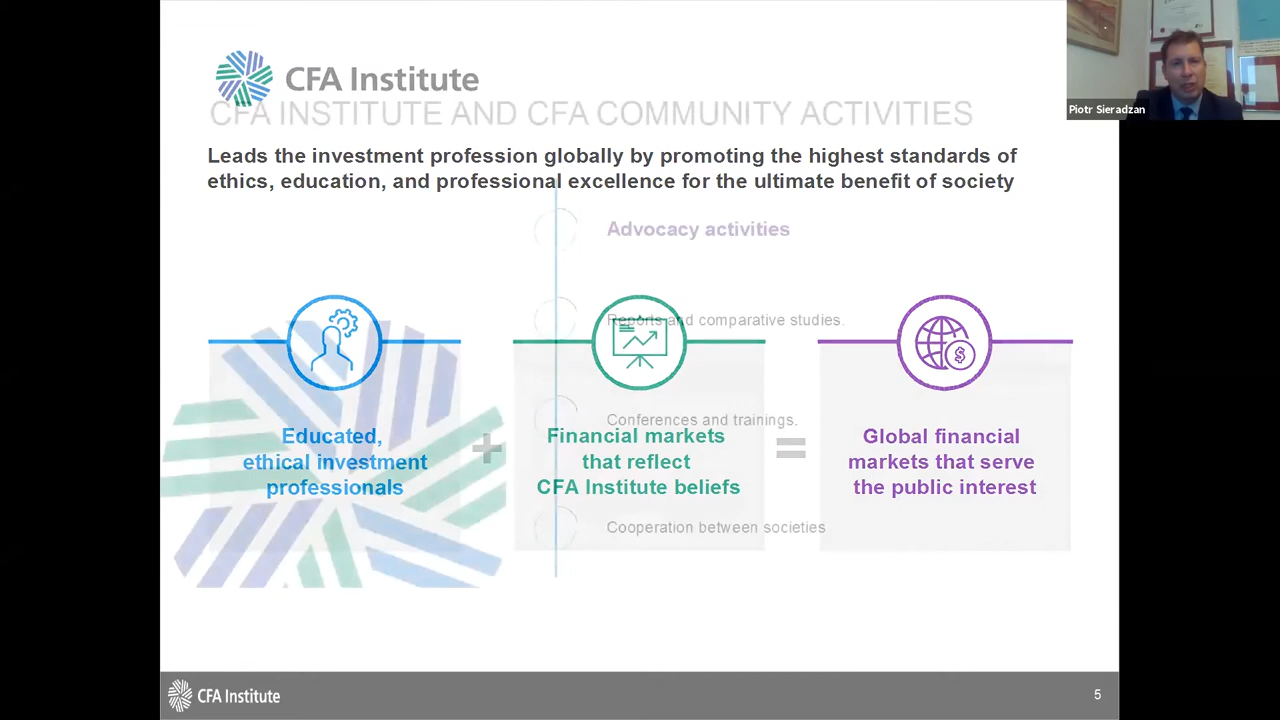 CFA Institute
CFA INSTITUTE AND CFA COMMUNITY ACTIVITIES
Piotr Sieradzan
Leads the investment profession globally by promoting the highest standards of
ethics, education, and professional excellence for the ultimate benefit of society
Advocacy activities
Reports and comparative studies.
Conferences and trainings.
Educated,
ethical investment
professionals
+
Financial markets
that reflect
CFA Institute beliefs
=
Global financial
markets that serve
the public interest
$
Cooperation between societies
CFA Institute
5